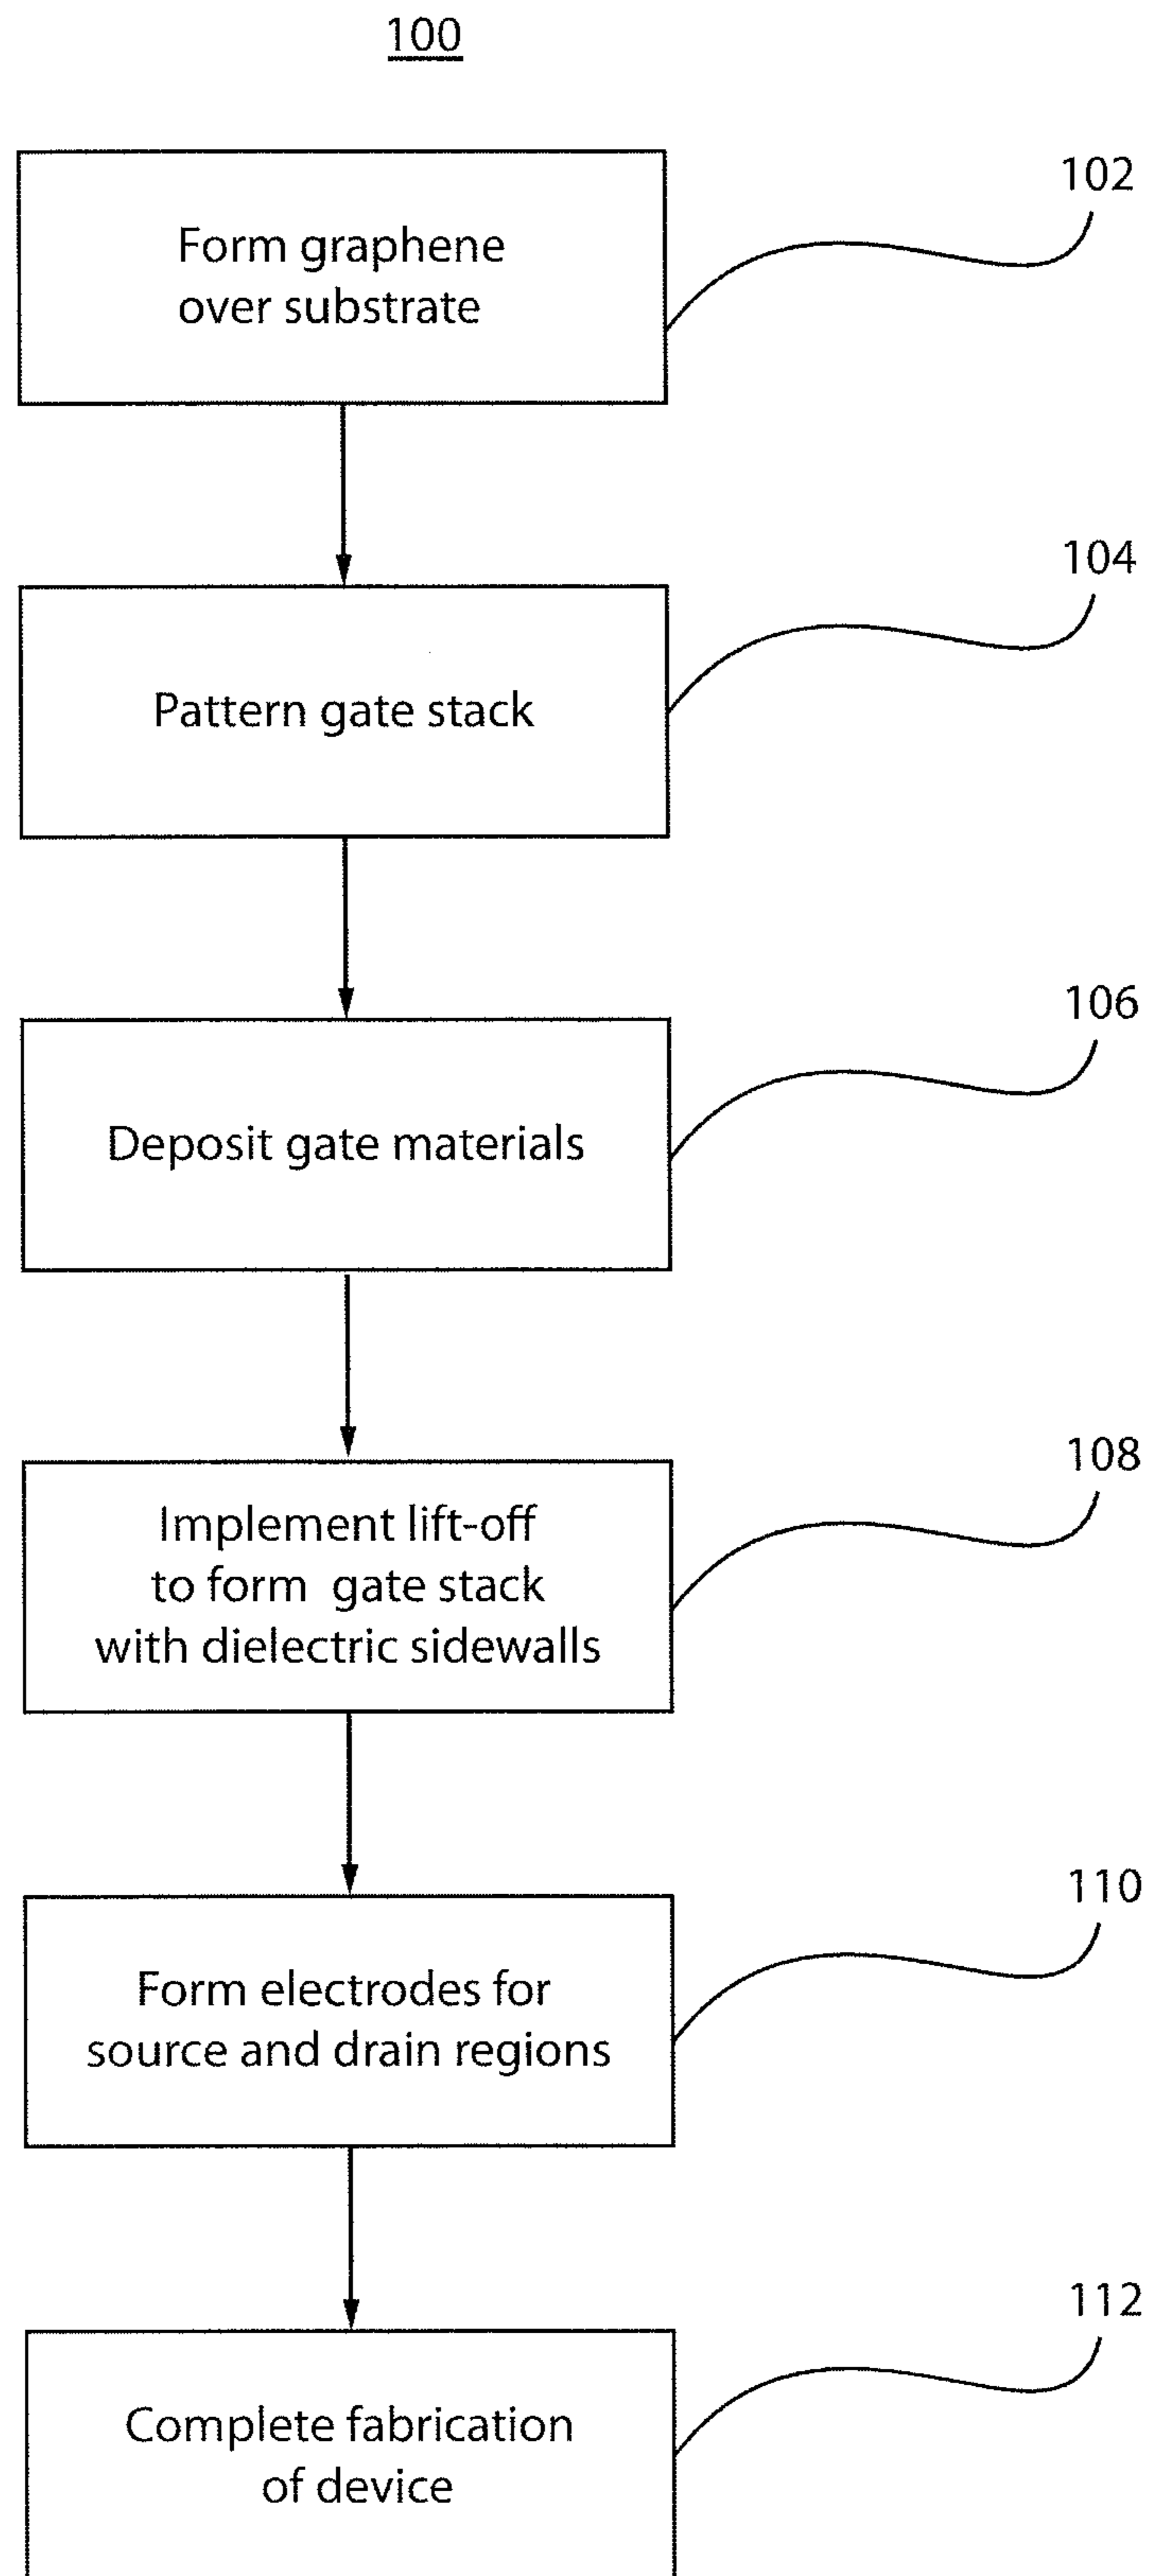 100
Form graphene
over substrate
102
Pattern gate stack
104
Deposit gate materials
106
Implement lift-off
to form gate stack
with dielectric sidewalls
108
Form electrodes for
source and drain regions
110
Complete fabrication
of device
112